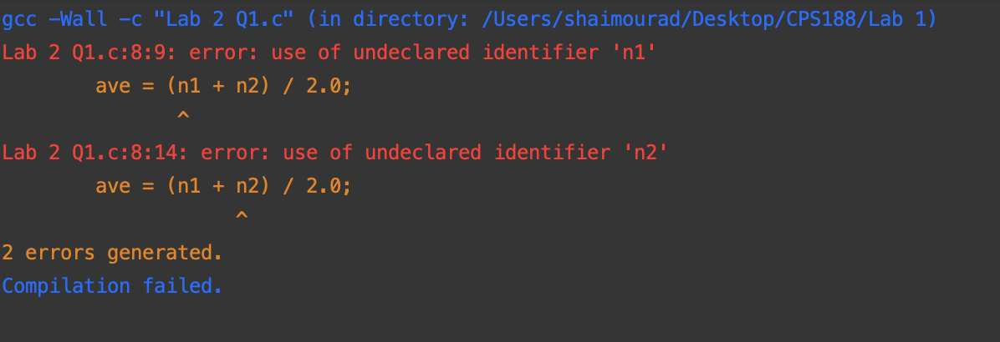 gcc -Wall -c "Lab 2 Q1.c" (in directory: /Users/shaimourad/Desktop/CPS188/Lab 1)
Lab 2 Q1.c:8:9: error: use of undeclared identifier 'n1'
        ave = (n1 + n2) / 2.0;
               ^
Lab 2 Q1.c:8:14: error: use of undeclared identifier 'n2'
        ave = (n1 + n2) / 2.0;
                    ^
2 errors generated.
Compilation failed.